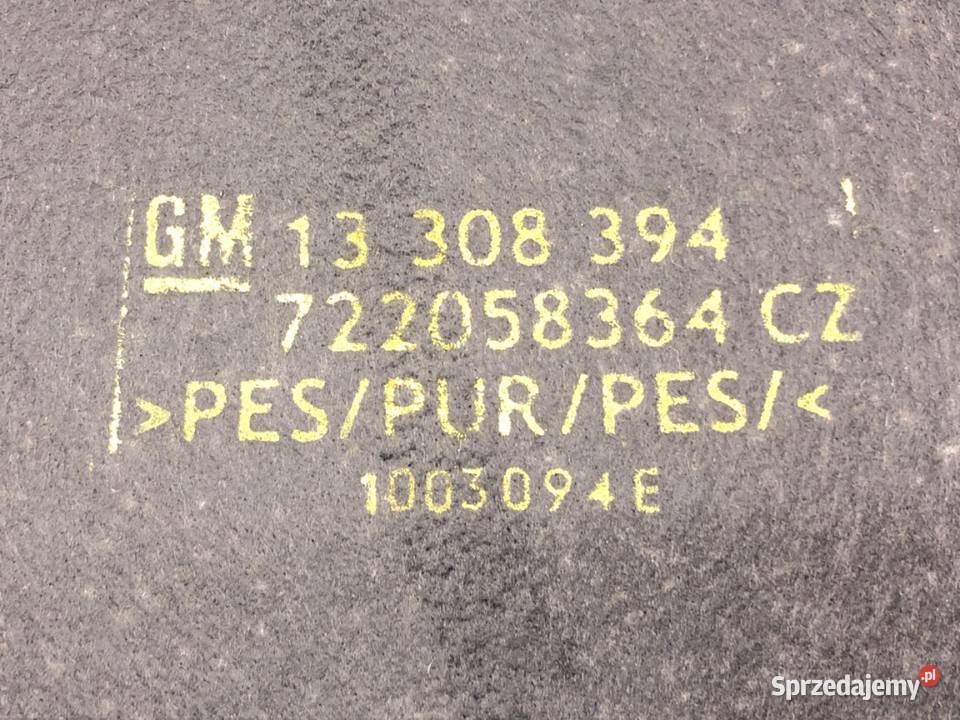 GM 13 308 394
722058364 CZ
>PES/PUR/PES/<
1003094E
Sprzedajemy.pl